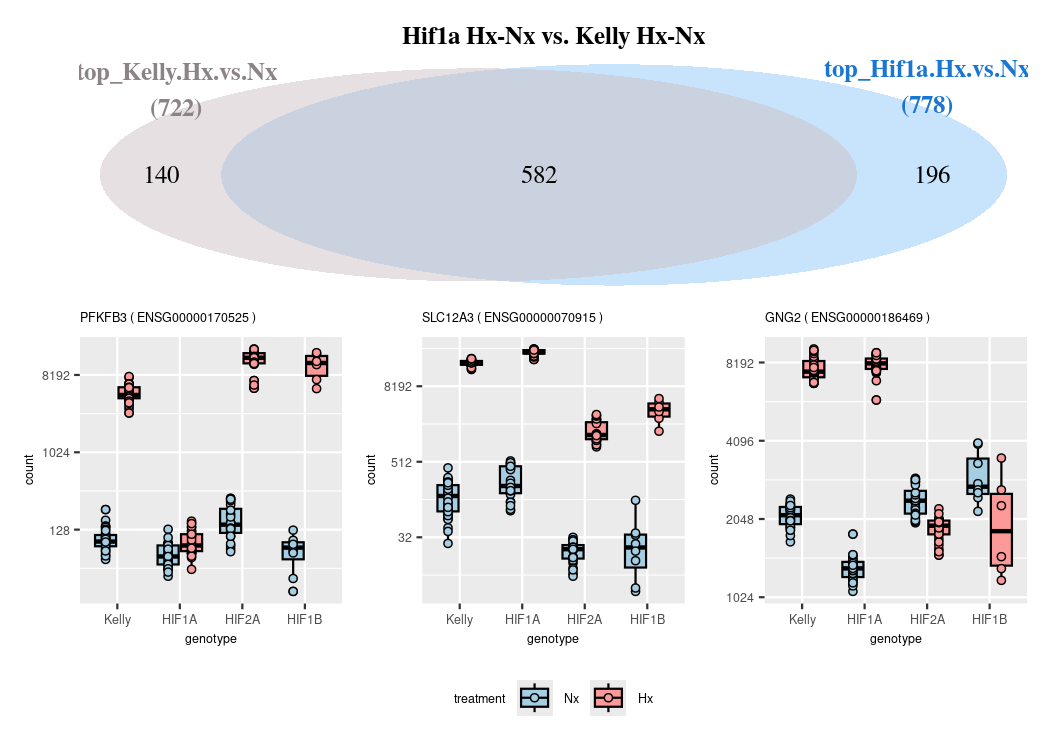 Hif1a Hx-Nx vs. Kelly Hx-Nx
top_Kelly.Hx.vs.Nx
(722)
top_Hif1a.Hx.vs.Nx
(778)
140
582
196
PFKFB3 ( ENSG00000170525 )
8192
1024
128
count
Kelly HIF1A HIF2A HIF1B
genotype
SLC12A3 ( ENSG00000070915 )
8192
512
32
count
Kelly HIF1A HIF2A HIF1B
genotype
GNG2 ( ENSG00000186469 )
8192
4096
2048
1024
count
Kelly HIF1A HIF2A HIF1B
genotype
treatment Nx Hx